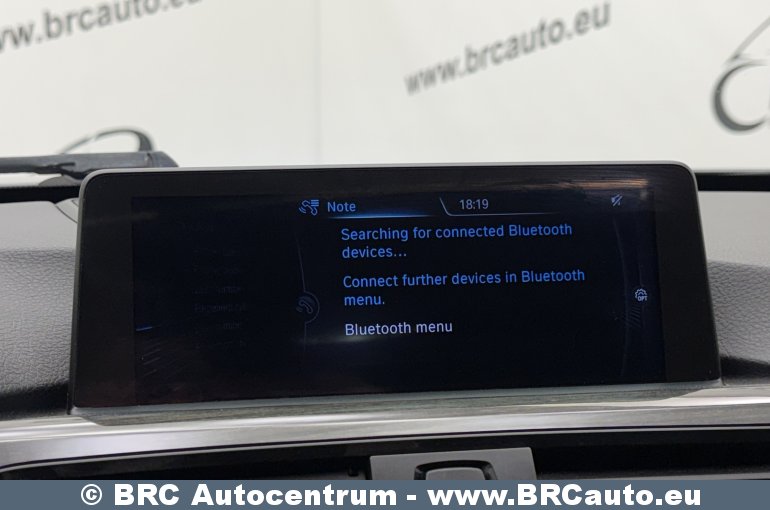 www.brcauto.eu
www.brcauto.eu
Note
18:19
Searching for connected Bluetooth
devices...
Connect further devices in Bluetooth
menu.
Bluetooth menu
OPT
© BRC Autocentrum - www.BRCauto.eu